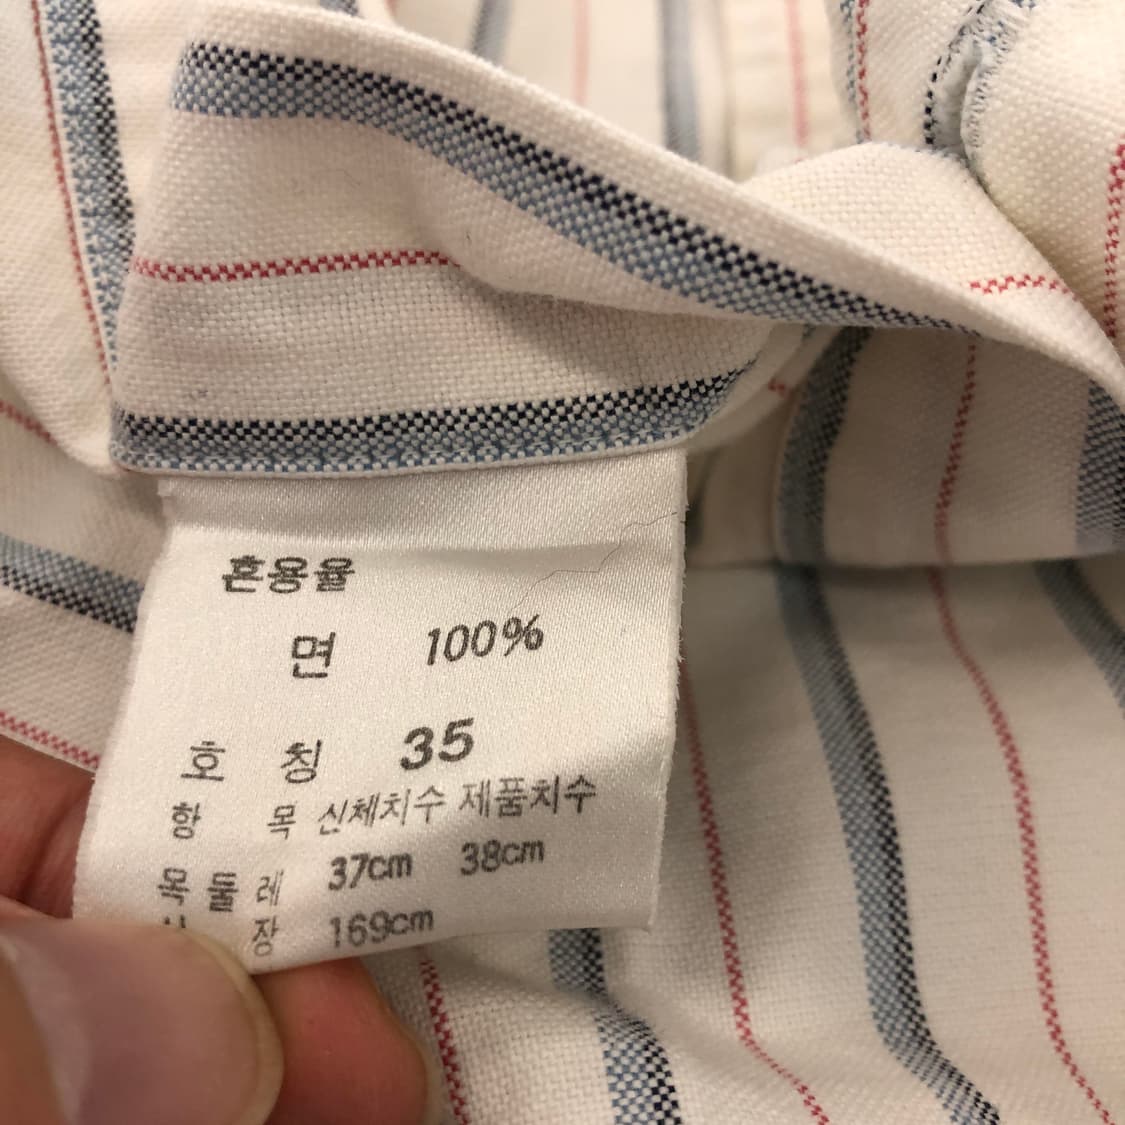 혼용율
면 100%
호 칭 35
항 목 신체치수 제품치수
목 둘 레 37cm 38cm
장 169cm